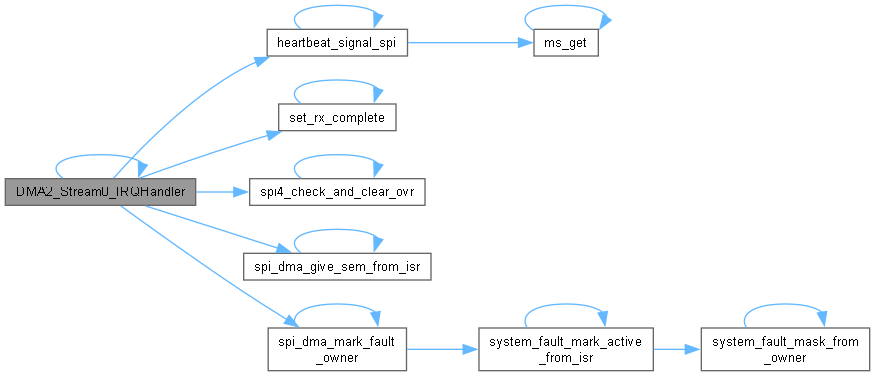 heartbeat_signal_spi
ms_get
set_rx_complete
DMA2_Stream0_IRQHandler
spi4_check_and_clear_ovr
spi_dma_give_sem_from_isr
spi_dma_mark_fault
_owner
system_fault_mark_active
_from_isr
system_fault_mask_from
_owner